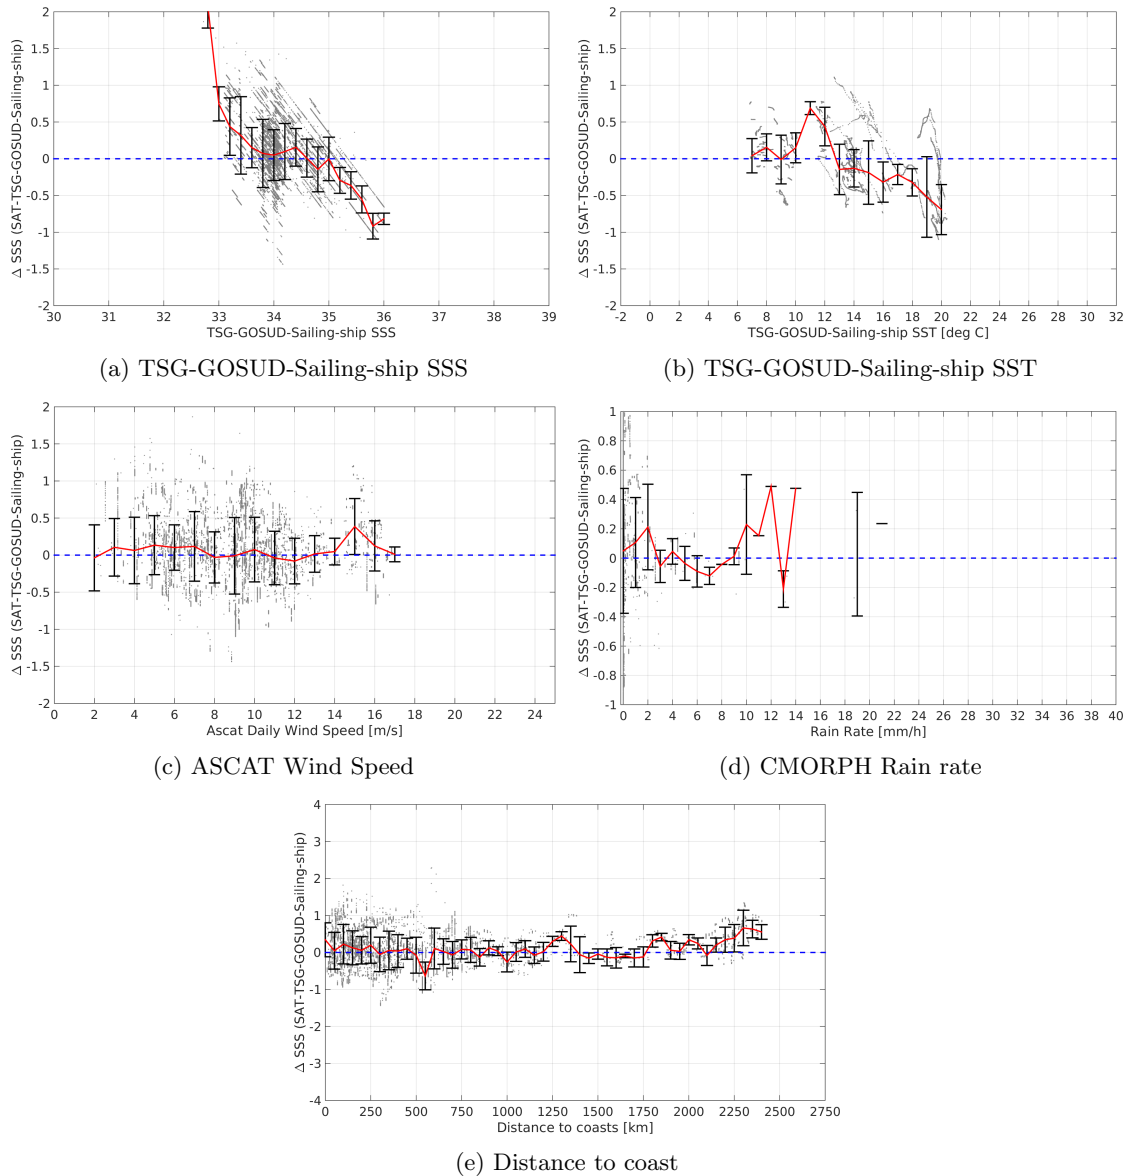 2
1.5
1
0.5
0
-0.5
-1
-1.5
-2
Δ SSS (SAT-TSG-GOSUD-Sailing-ship)
30 31 32 33 34 35 36 37 38 39
TSG-GOSUD-Sailing-ship SSS
(a) TSG-GOSUD-Sailing-ship SSS
2
1.5
1
0.5
0
-0.5
-1
-1.5
-2
Δ SSS (SAT-TSG-GOSUD-Sailing-ship)
-2 0 2 4 6 8 10 12 14 16 18 20 22 24 26 28 30 32
TSG-GOSUD-Sailing-ship SST [deg C]
(b) TSG-GOSUD-Sailing-ship SST
2
1.5
1
0.5
0
-0.5
-1
-1.5
-2
Δ SSS (SAT-TSG-GOSUD-Sailing-ship)
0 2 4 6 8 10 12 14 16 18 20 22 24
Ascat Daily Wind Speed [m/s]
(c) ASCAT Wind Speed
1
0.8
0.6
0.4
0.2
0
-0.2
-0.4
-0.6
-0.8
-1
Δ SSS (SAT-TSG-GOSUD-Sailing-ship)
0 2 4 6 8 10 12 14 16 18 20 22 24 26 28 30 32 34 36 38 40
Rain Rate [mm/h]
(d) CMORPH Rain rate
4
3
2
1
0
-1
-2
-3
-4
Δ SSS (SAT-TSG-GOSUD-Sailing-ship)
0 250 500 750 1000 1250 1500 1750 2000 2250 2500 2750
Distance to coasts [km]
(e) Distance to coast